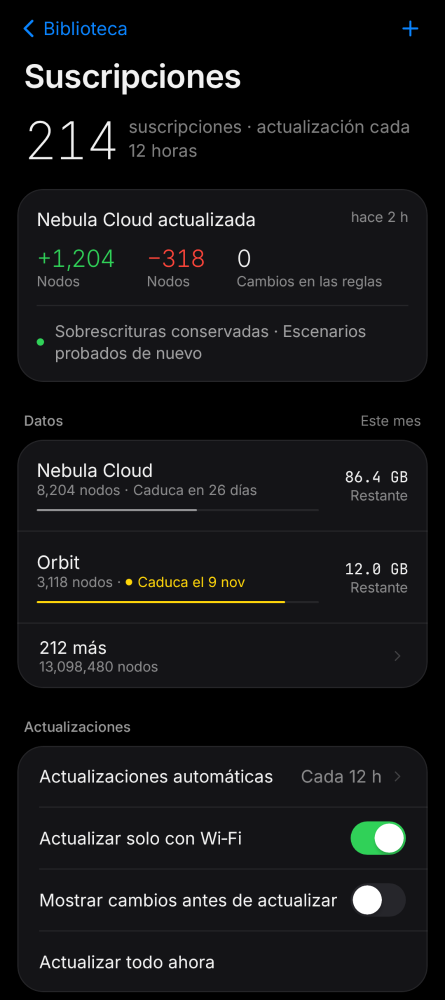 Biblioteca
+
Suscripciones
214
suscripciones · actualización cada
12 horas
Nebula Cloud actualizada
hace 2 h
+1,204
−318
0
Nodos
Nodos
Cambios en las reglas
Sobrescrituras conservadas · Escenarios
probados de nuevo
Datos
Este mes
Nebula Cloud
8,204 nodos · Caduca en 26 días
86.4 GB
Restante
Orbit
3,118 nodos · Caduca el 9 nov
12.0 GB
Restante
212 más
13,098,480 nodos
Actualizaciones
Actualizaciones automáticas
Cada 12 h
Actualizar solo con Wi-Fi
Mostrar cambios antes de actualizar
Actualizar todo ahora